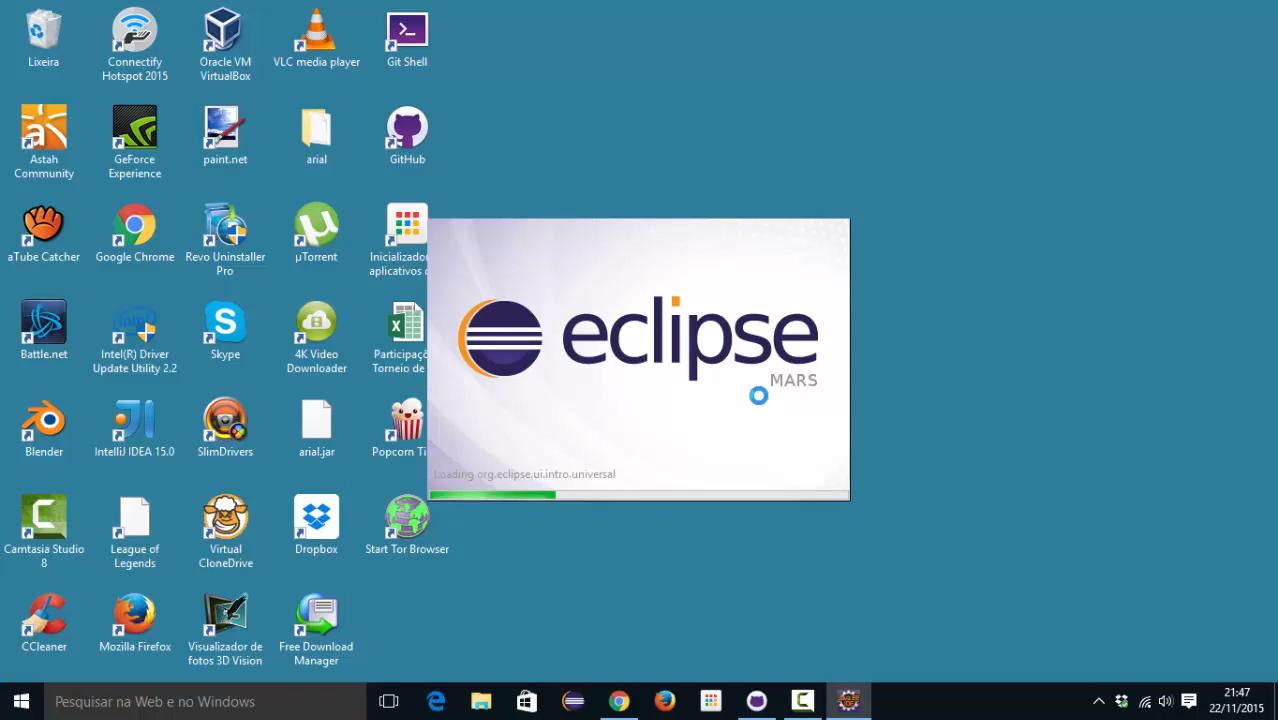 Lixeira
Connectify
Hotspot 2015
Oracle VM
VirtualBox
VLC media player
Git Shell
Astah
Community
GeForce
Experience
paint.net
arial
GitHub
aTube Catcher
Google Chrome
Revo Uninstaller
Pro
µTorrent
Inicializador
aplicativos
Battle.net
Intel(R) Driver
Update Utility 2.2
Skype
4K Video
Downloader
Torneio de
eclipse
MARS
Loading org.eclipse.ui.intro.universal
Blender
IntelliJ IDEA 15.0
SlimDrivers
arial.jar
Popcorn
Camtasia Studio
8
League of
Legends
Virtual
CloneDrive
Dropbox
Start Tor Browser
CCleaner
Mozilla Firefox
Visualizador de
fotos 3D Vision
Free Download
Manager
Pesquisar na Web e no Windows
21:47
22/11/2015